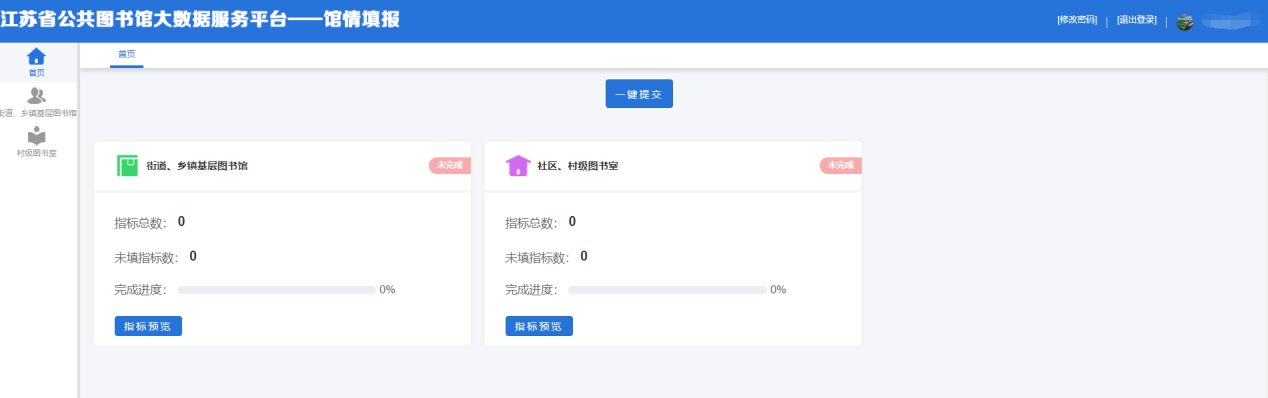 江苏省公共图书馆大数据服务平台——馆情填报
[修改密码] | [退出登录] |
首页
首页
街道、乡镇基层图书馆
村级图书室
一键提交
街道、乡镇基层图书馆 未完成
指标总数： 0
未填指标数： 0
完成进度： 0%
指标预览
社区、村级图书室 未完成
指标总数： 0
未填指标数： 0
完成进度： 0%
指标预览